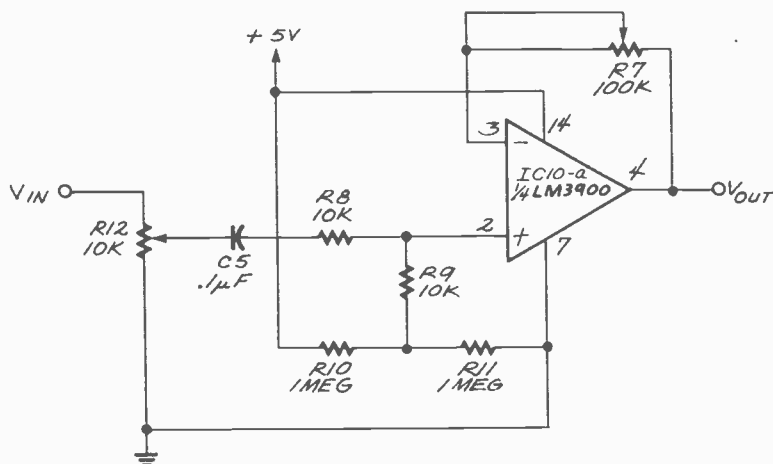 +5V
R7
100K
3
14
-
IC10-a
1/4 LM3900
4
VOUT
VIN
R12
10K
C5
.1µF
R8
10K
2
+
7
R9
10K
R10
1MEG
R11
1MEG